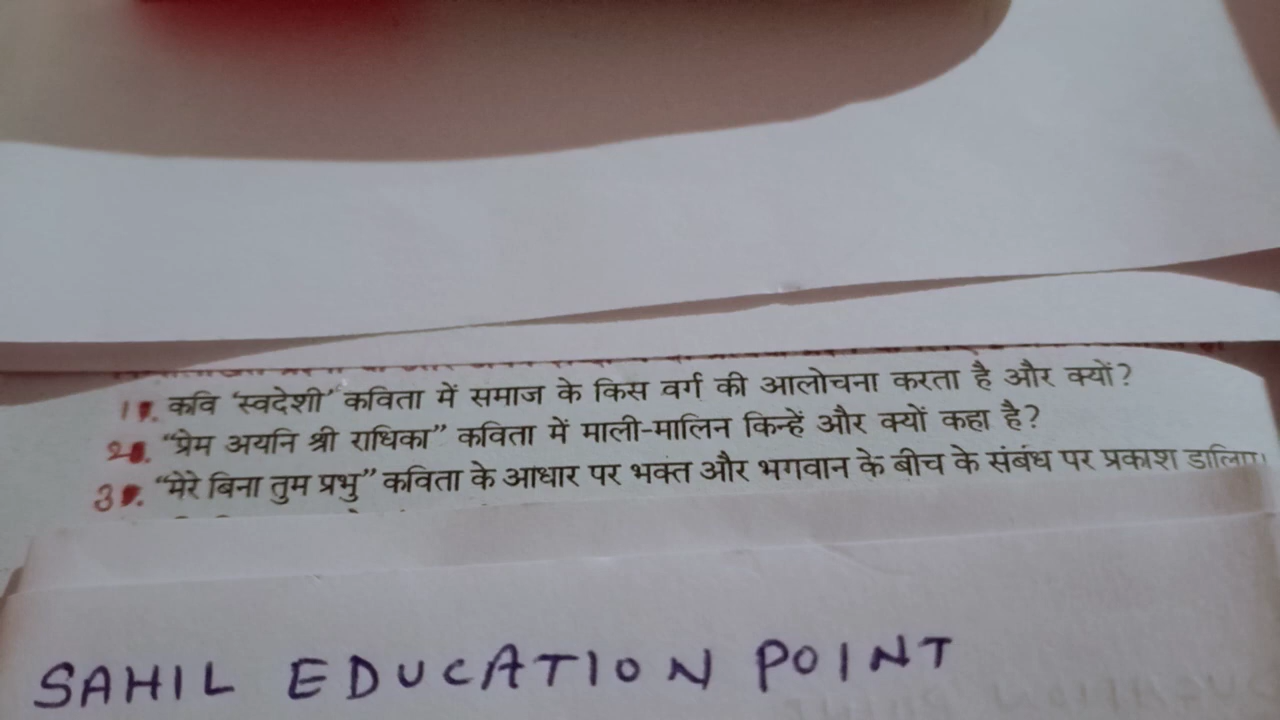 1. कवि 'स्वदेशी' कविता में समाज के किस वर्ग की आलोचना करता है और क्यों?
2. "प्रेम अयनि श्री राधिका" कविता में माली-मालिन किन्हें और क्यों कहा है?
3. "मेरे बिना तुम प्रभु" कविता के आधार पर भक्त और भगवान के बीच के संबंध पर प्रकाश डालिए।
SAHIL EDUCATION POINT